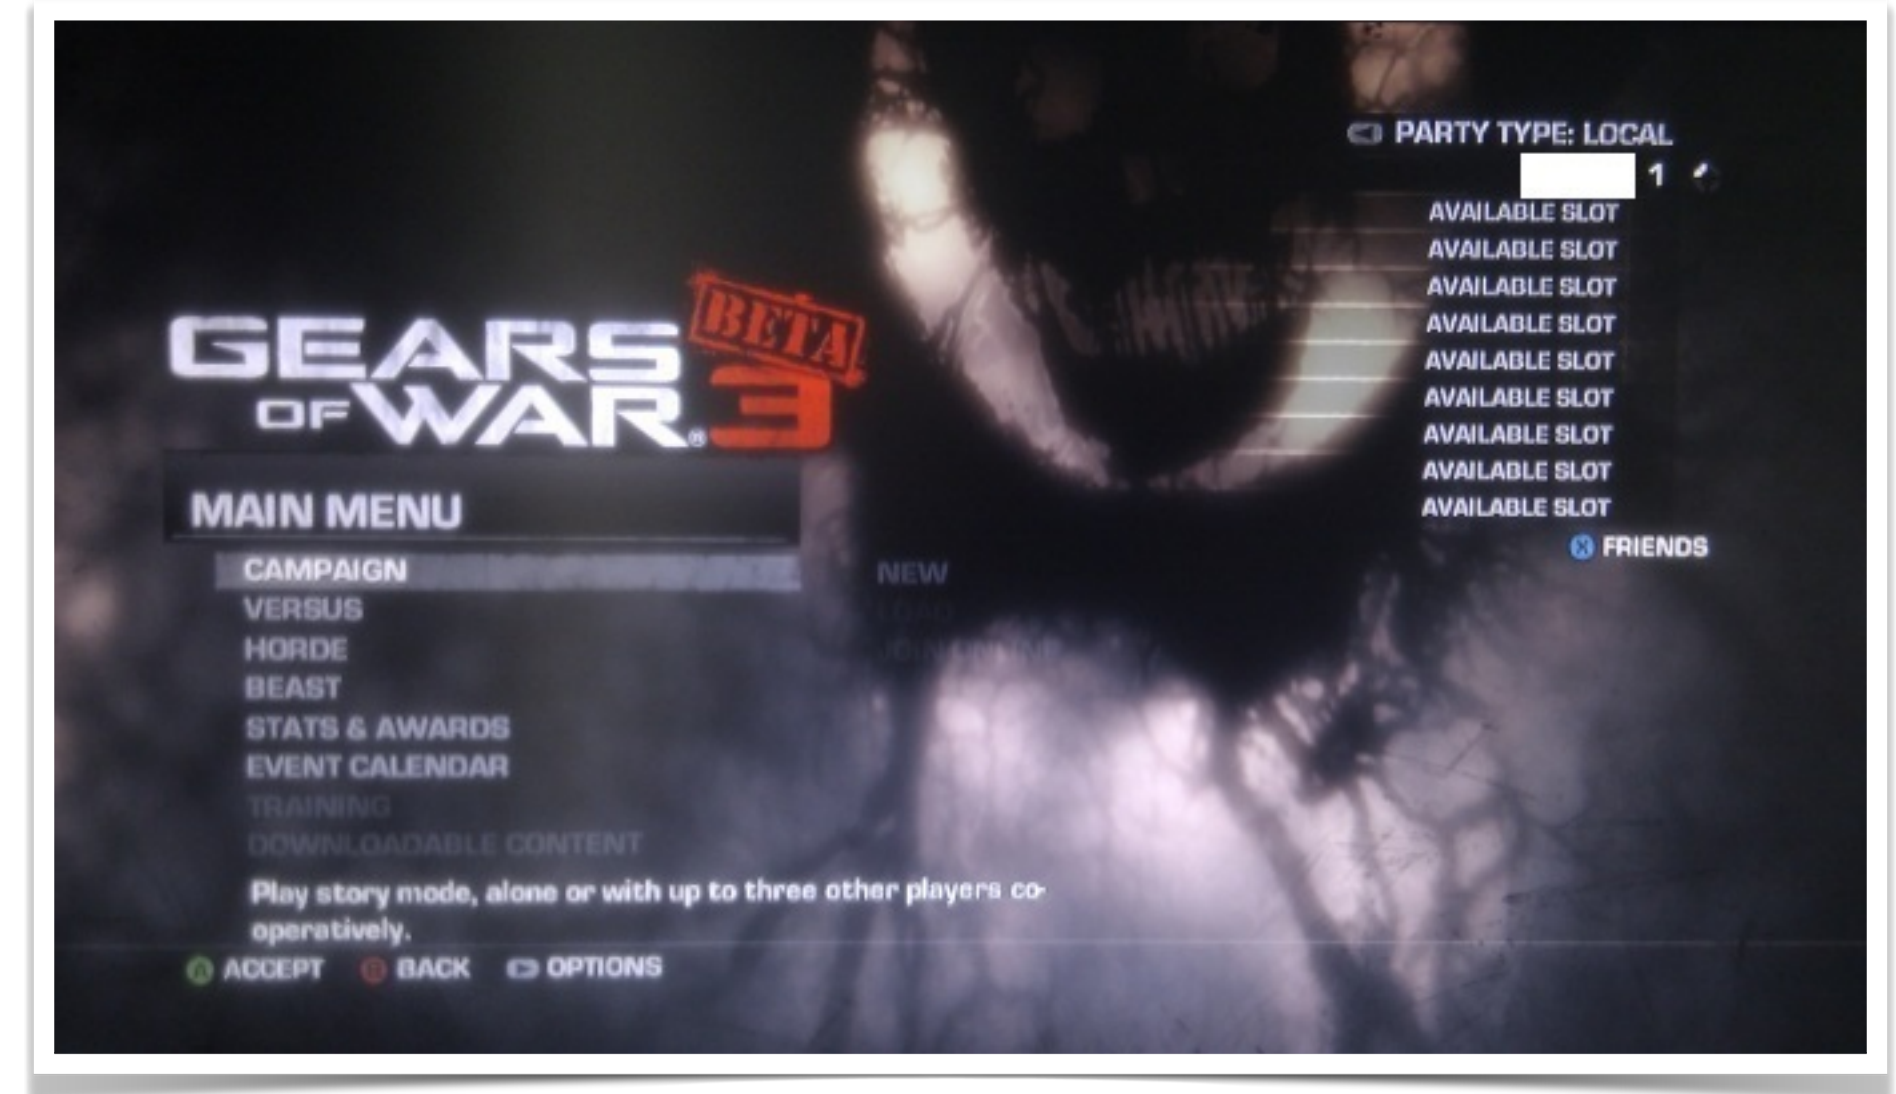 PARTY TYPE: LOCAL
1
AVAILABLE SLOT
AVAILABLE SLOT
AVAILABLE SLOT
AVAILABLE SLOT
AVAILABLE SLOT
AVAILABLE SLOT
AVAILABLE SLOT
AVAILABLE SLOT
AVAILABLE SLOT
X FRIENDS
BETA
GEARS
OF WAR® 3
MAIN MENU
CAMPAIGN
VERSUS
HORDE
BEAST
STATS & AWARDS
EVENT CALENDAR
TRAINING
DOWNLOADABLE CONTENT
NEW
LOAD
JOIN ONLINE
Play story mode, alone or with up to three other players co-
operatively.
A ACCEPT B BACK OPTIONS